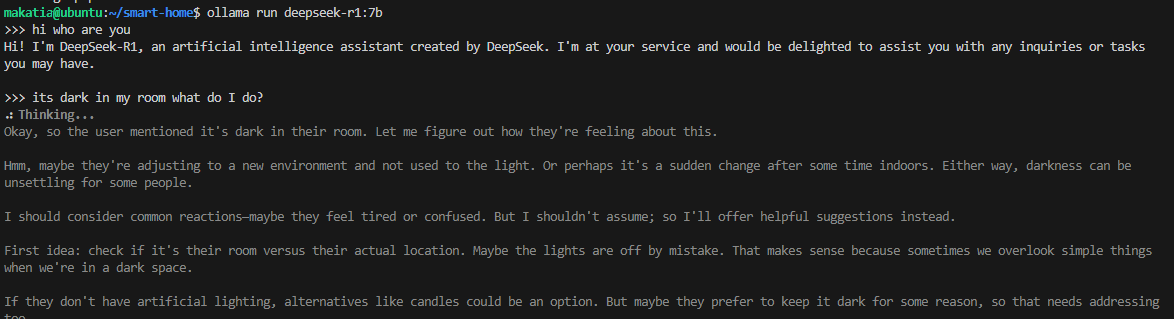 makatia@ubuntu:~/smart-home$ ollama run deepseek-r1:7b
>>> hi who are you
Hi! I'm DeepSeek-R1, an artificial intelligence assistant created by DeepSeek. I'm at your service and would be delighted to assist you with any inquiries or tasks
you may have.
>>> its dark in my room what do I do?
Thinking...
Okay, so the user mentioned it's dark in their room. Let me figure out how they're feeling about this.
Hmm, maybe they're adjusting to a new environment and not used to the light. Or perhaps it's a sudden change after some time indoors. Either way, darkness can be
unsettling for some people.
I should consider common reactions—maybe they feel tired or confused. But I shouldn't assume; so I'll offer helpful suggestions instead.
First idea: check if it's their room versus their actual location. Maybe the lights are off by mistake. That makes sense because sometimes we overlook simple things
when we're in a dark space.
If they don't have artificial lighting, alternatives like candles could be an option. But maybe they prefer to keep it dark for some reason, so that needs addressing